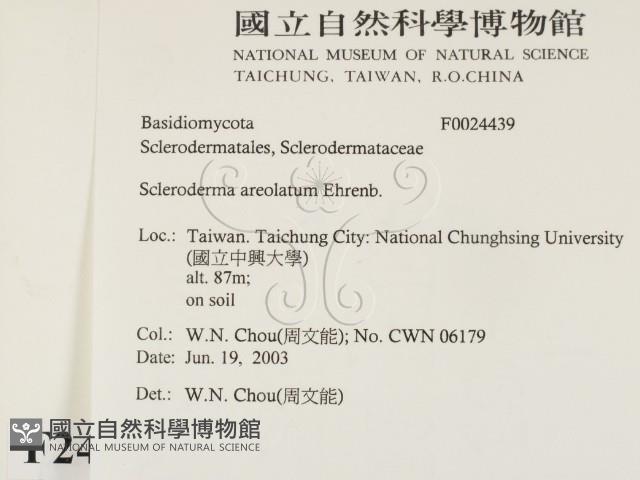 國立自然科學博物館
NATIONAL MUSEUM OF NATURAL SCIENCE
TAICHUNG, TAIWAN, R.O.CHINA
Basidiomycota F0024439
Sclerodermatales, Sclerodermataceae
Scleroderma areolatum Ehrenb.
Loc.: Taiwan. Taichung City: National Chunghsing University
(國立中興大學)
alt. 87m;
on soil
Col.: W.N. Chou(周文能); No. CWN 06179
Date: Jun. 19, 2003
Det.: W.N. Chou(周文能)
國立自然科學博物館
NATIONAL MUSEUM OF NATURAL SCIENCE
F24